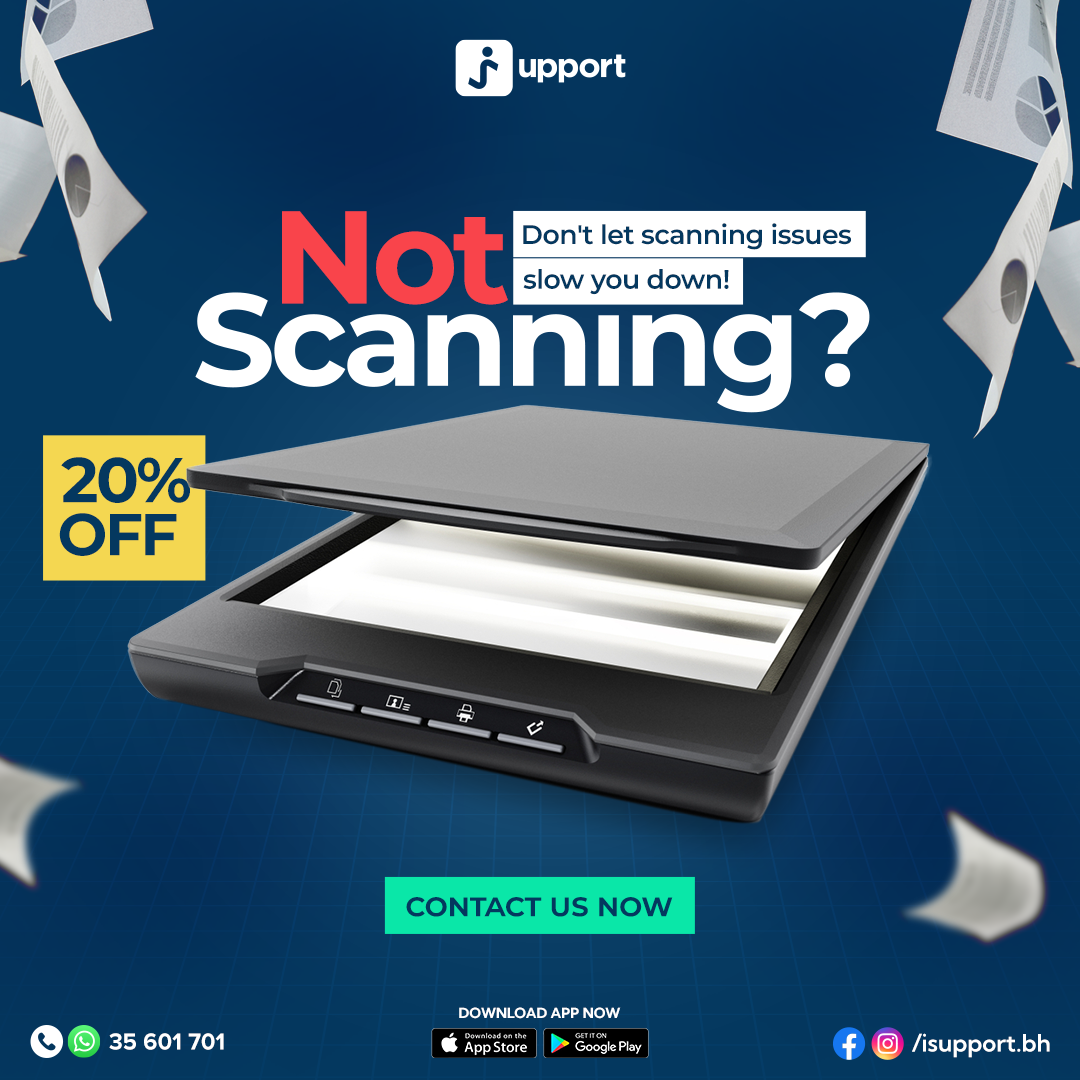 upport
Not
Don't let scanning issues
slow you down!
Scanning?
20%
OFF
CONTACT US NOW
DOWNLOAD APP NOW
35 601 701
Download on the
App Store
GET IT ON
Google Play
/isupport.bh